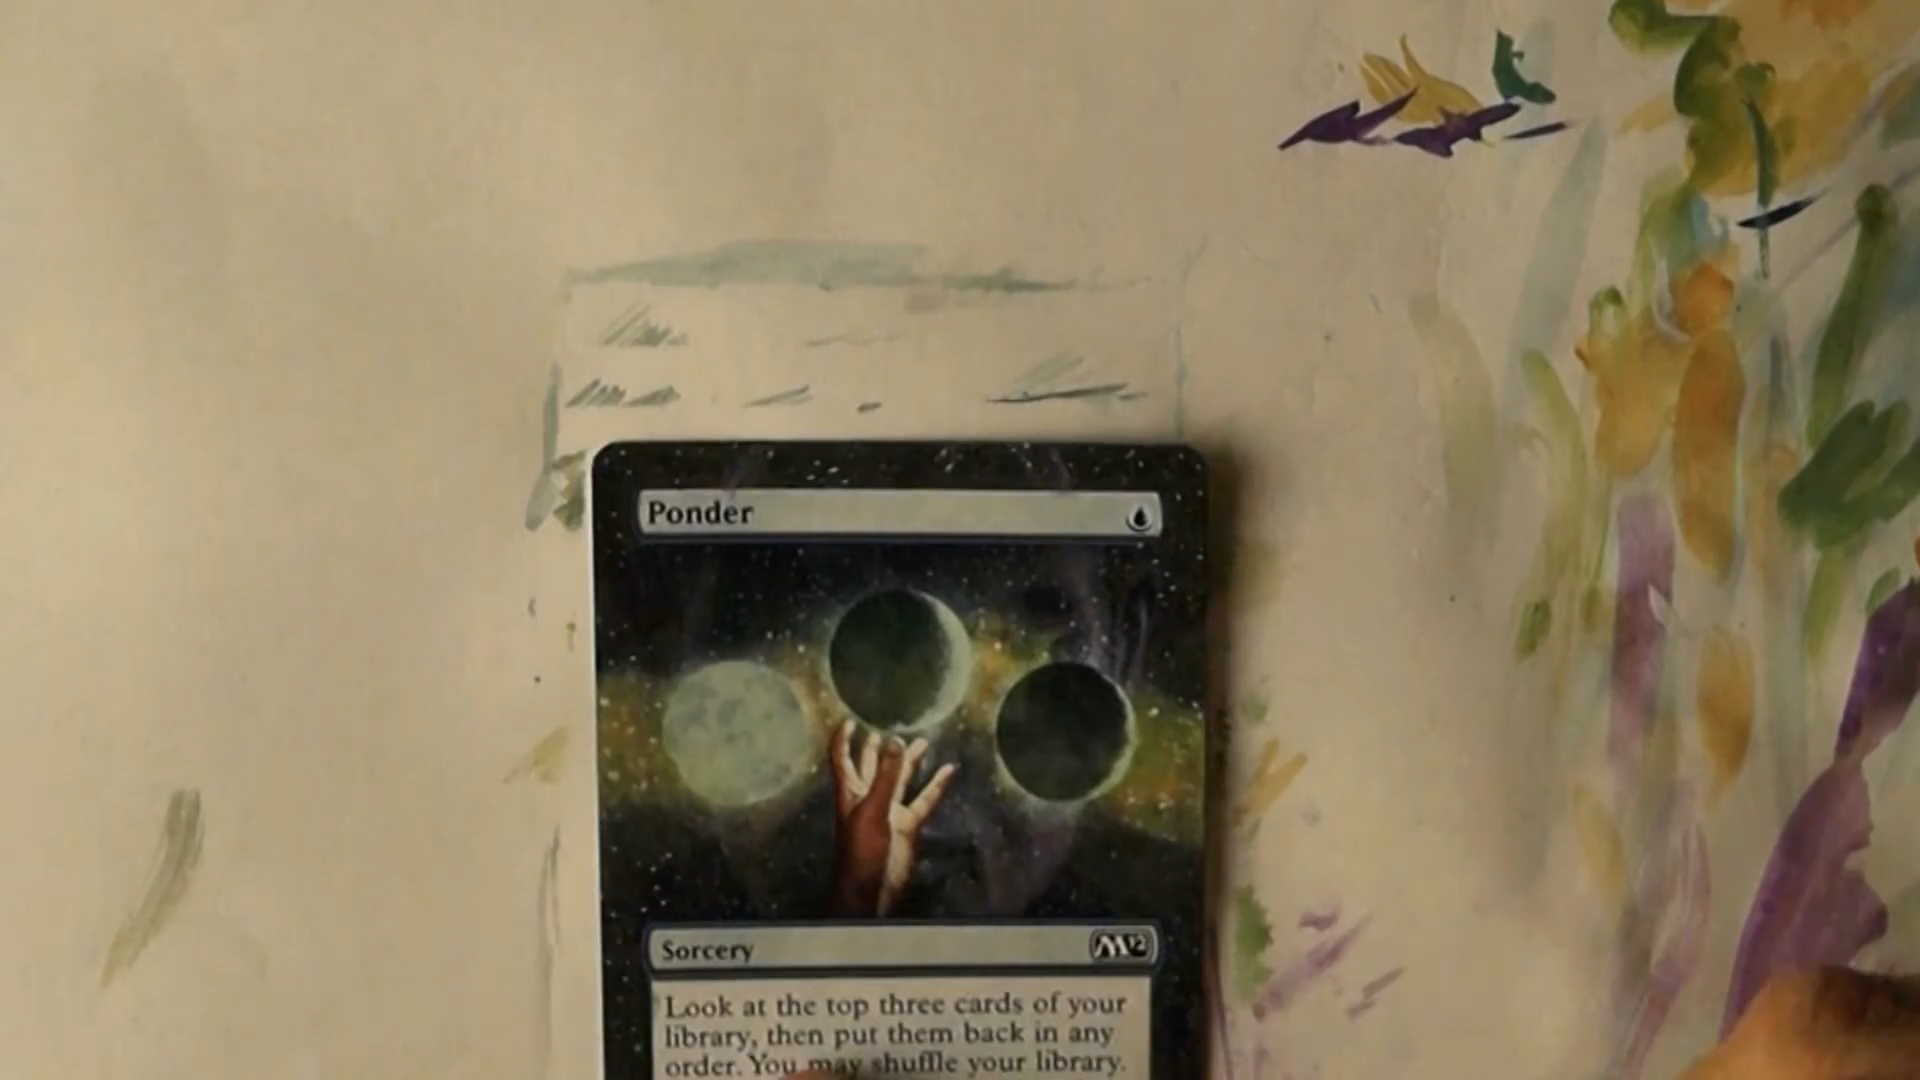 Ponder
Sorcery
M12
Look at the top three cards of your
library, then put them back in any
order. You may shuffle your library.